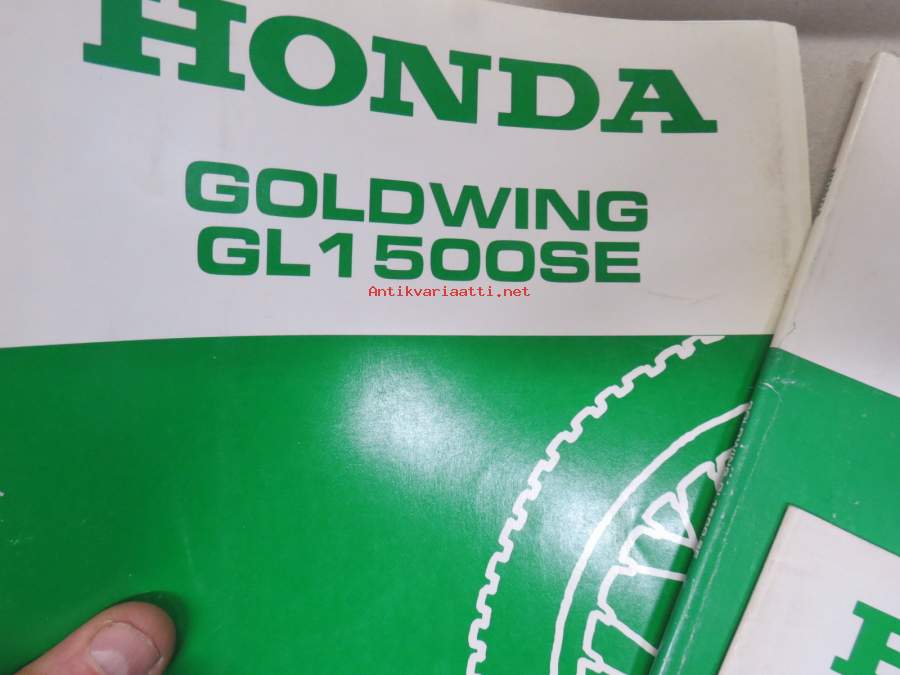 HONDA
GOLDWING
GL1500SE
Antikvariaatti.net